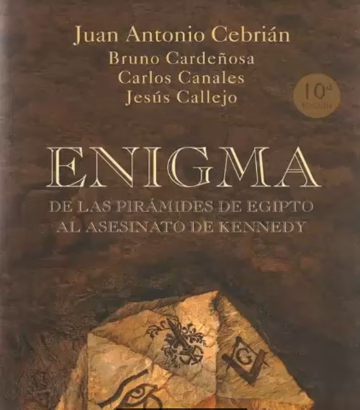 Juan Antonio Cebrián
Bruno Cardeñosa
Carlos Canales
Jesús Callejo
10ª
EDICIÓN
ENIGMA
DE LAS PIRÁMIDES DE EGIPTO
AL ASESINATO DE KENNEDY
G